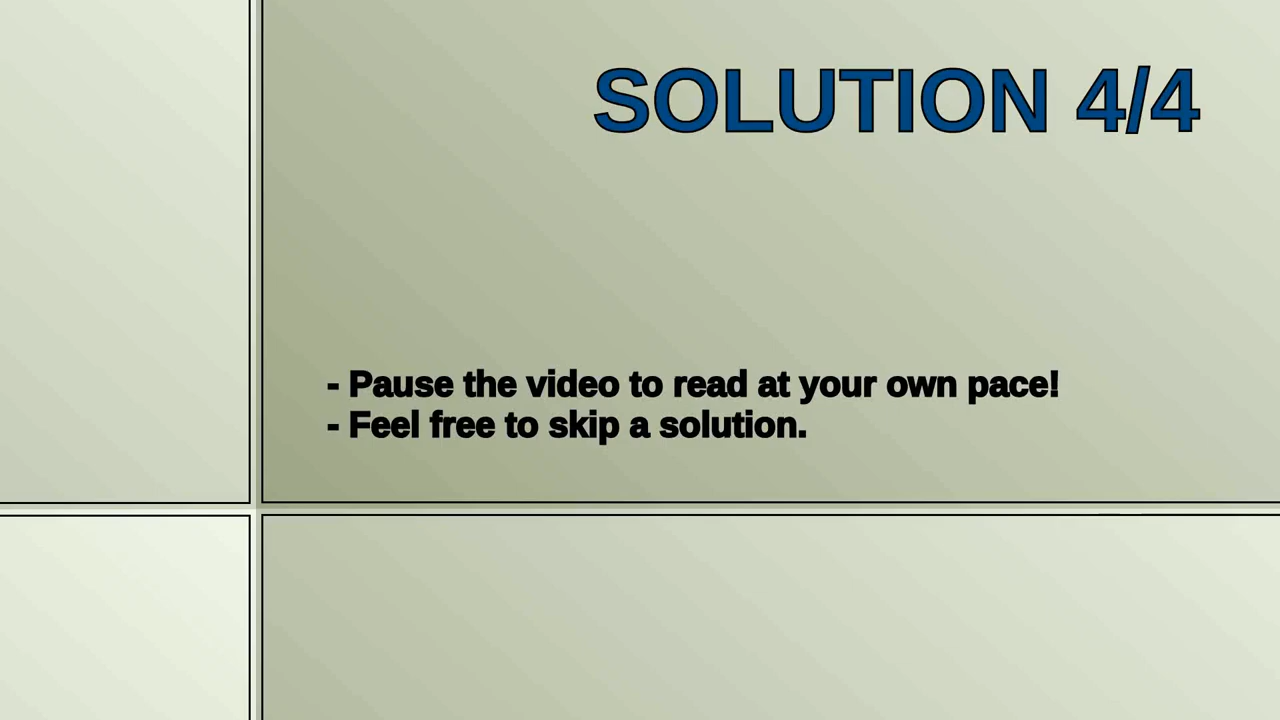 SOLUTION 4/4
- Pause the video to read at your own pace!
- Feel free to skip a solution.